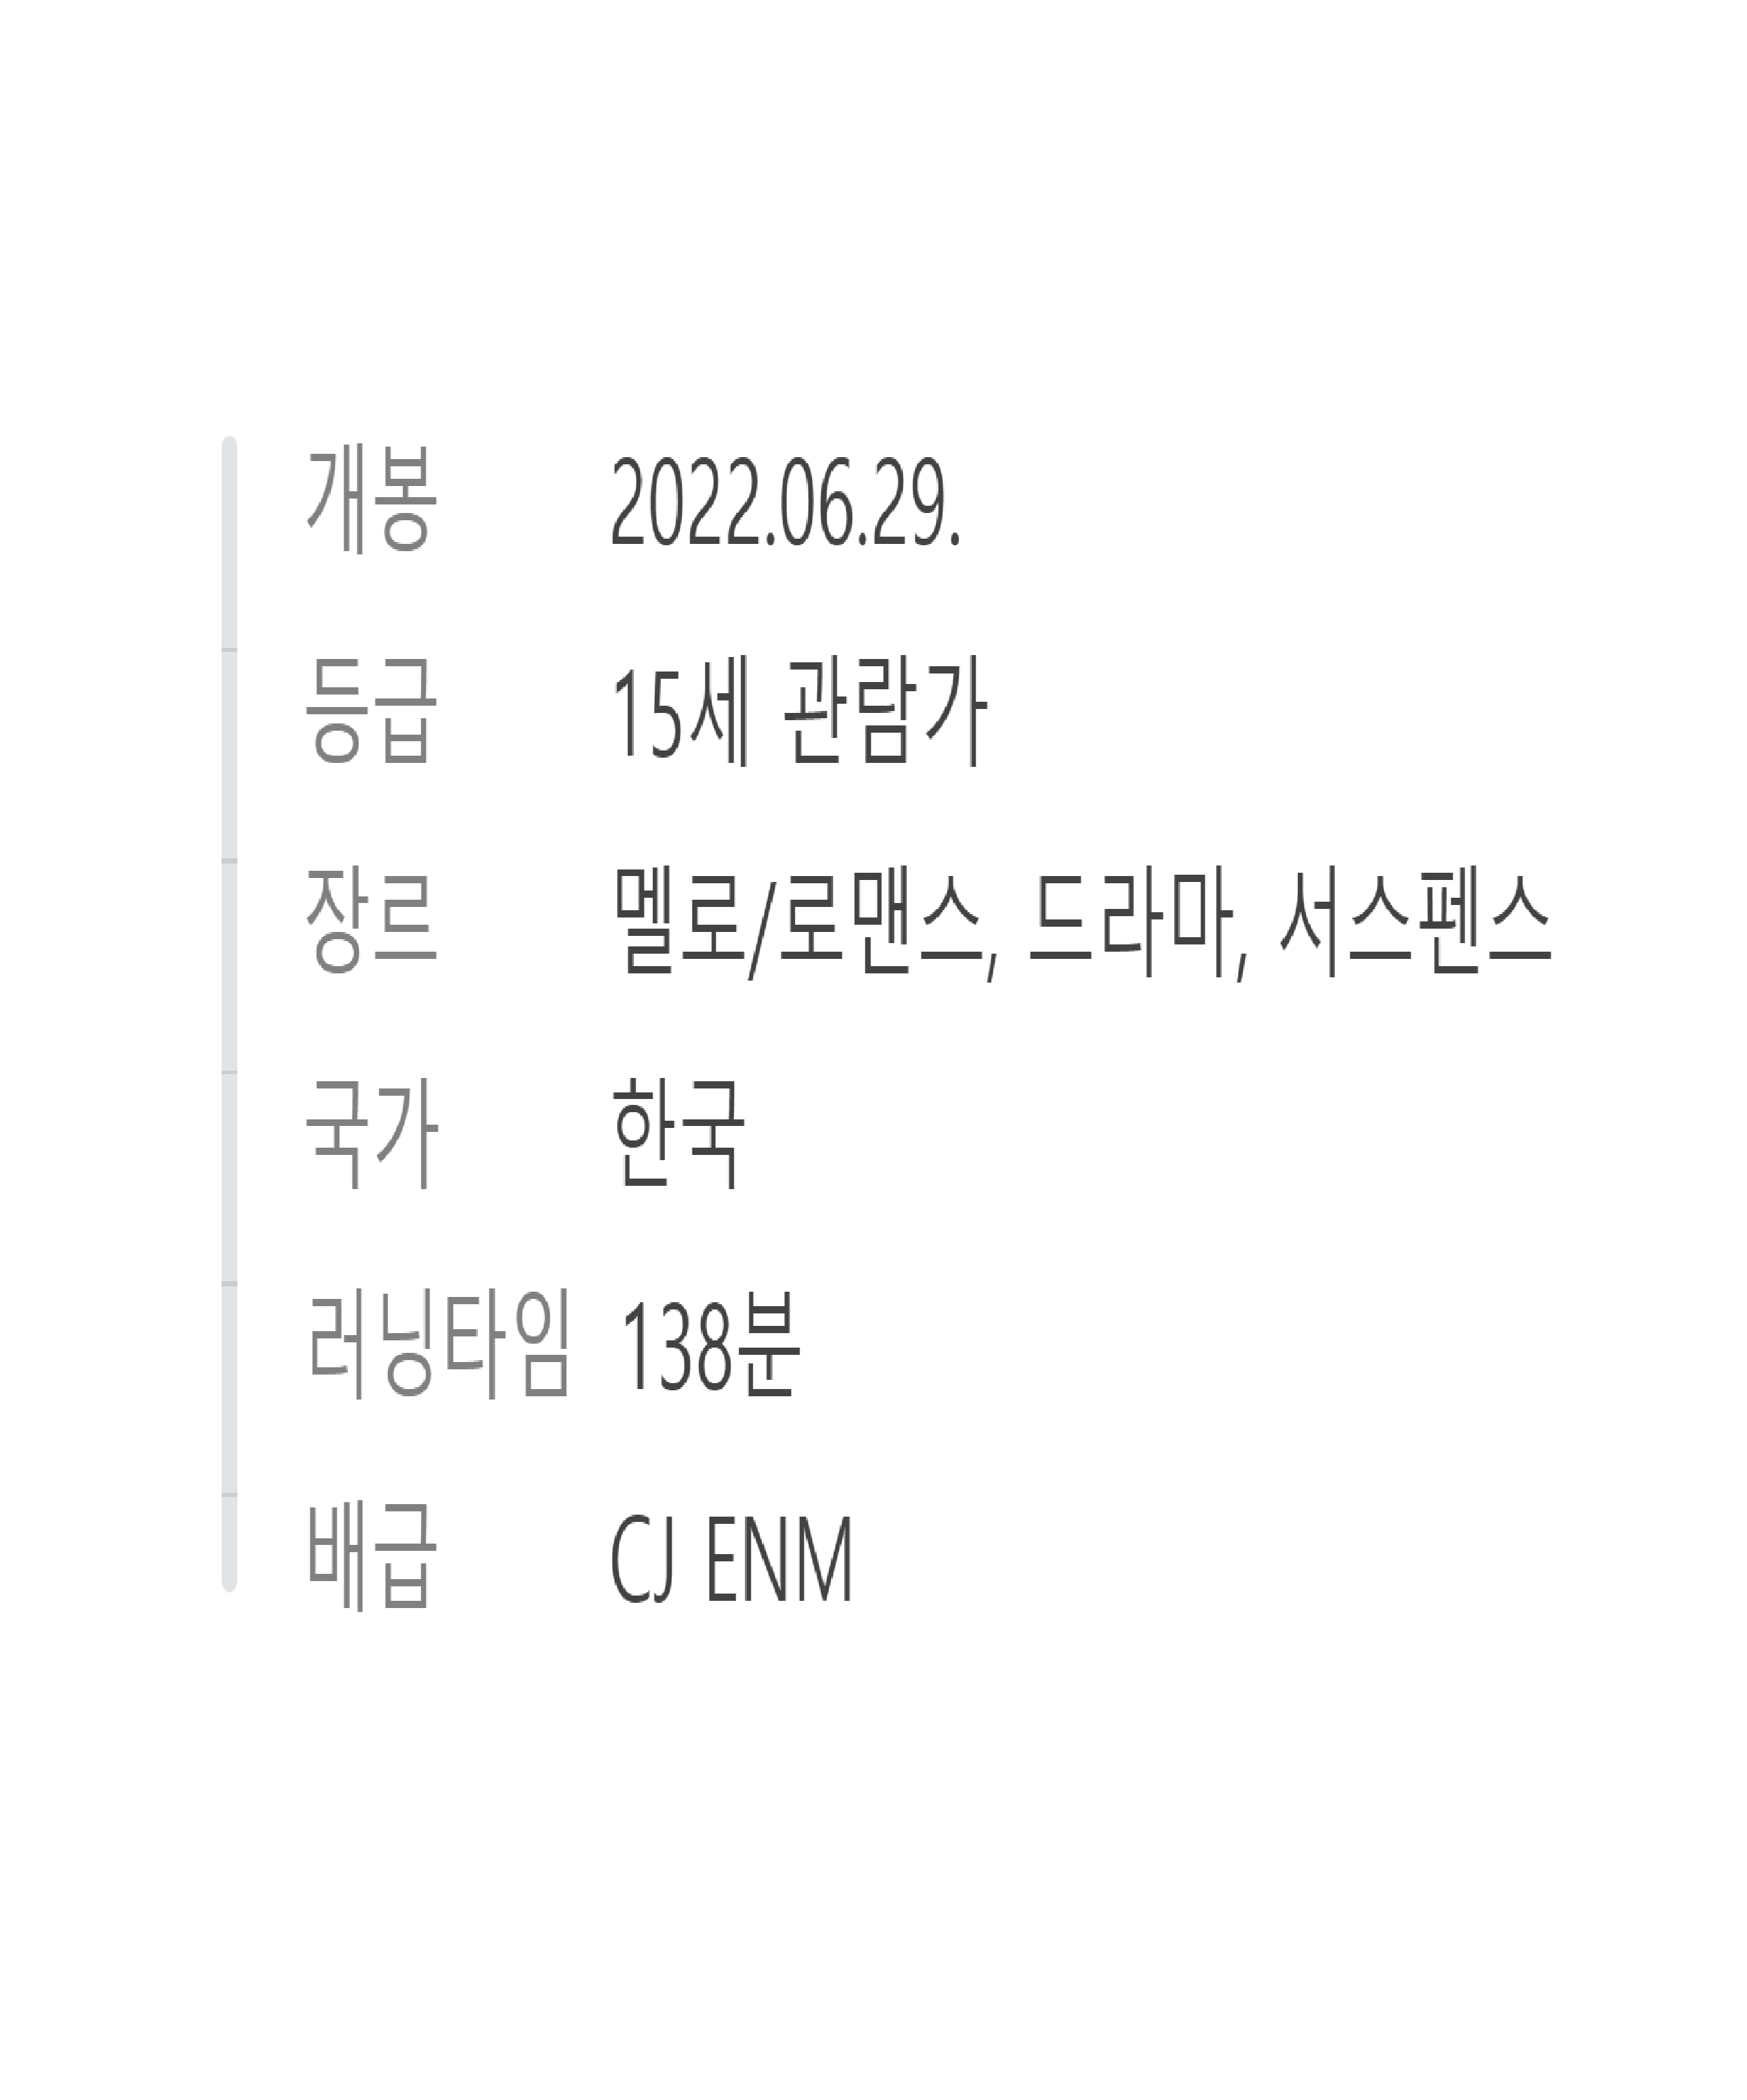 개봉 2022.06.29.
등급 15세 관람가
장르 멜로/로맨스, 드라마, 서스펜스
국가 한국
러닝타임 138분
배급 CJ ENM